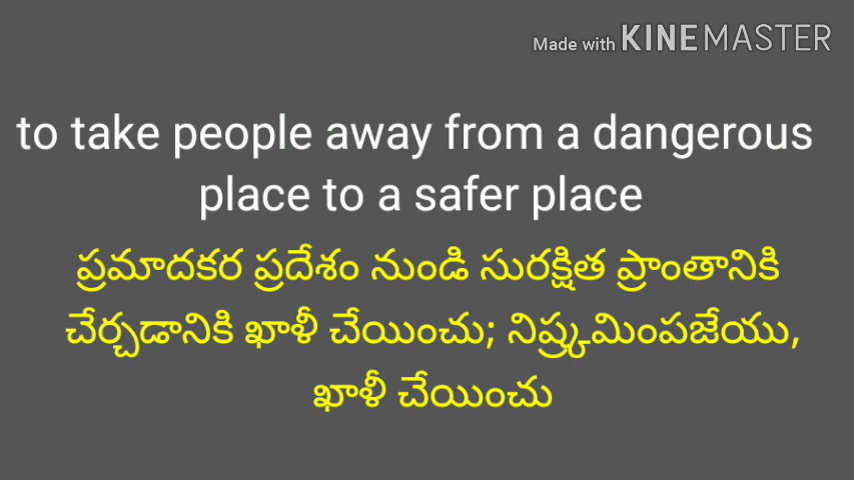 Made with KINEMASTER
to take people away from a dangerous
place to a safer place
ప్రమాదకర ప్రదేశం నుండి సురక్షిత ప్రాంతానికి
చేర్చడానికి ఖాళీ చేయించు; నిష్క్రమింపజేయు,
ఖాళీ చేయించు